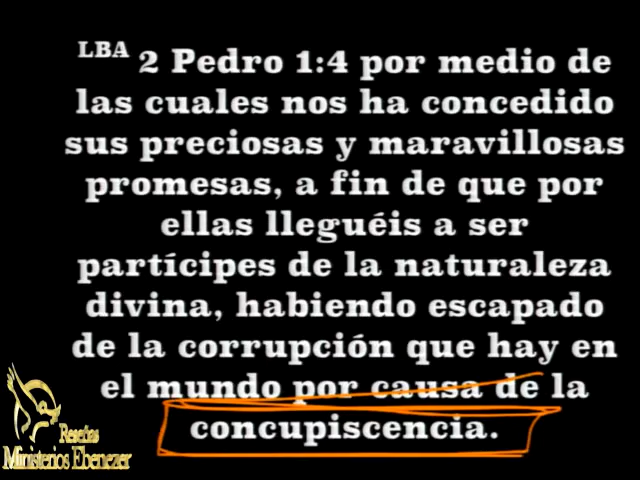 LBA 2 Pedro 1:4 por medio de
las cuales nos ha concedido
sus preciosas y maravillosas
promesas, a fin de que por
ellas lleguéis a ser
partícipes de la naturaleza
divina, habiendo escapado
de la corrupción que hay en
el mundo por causa de la
concupiscencia.
Reseñas
Ministerios Ebenezer